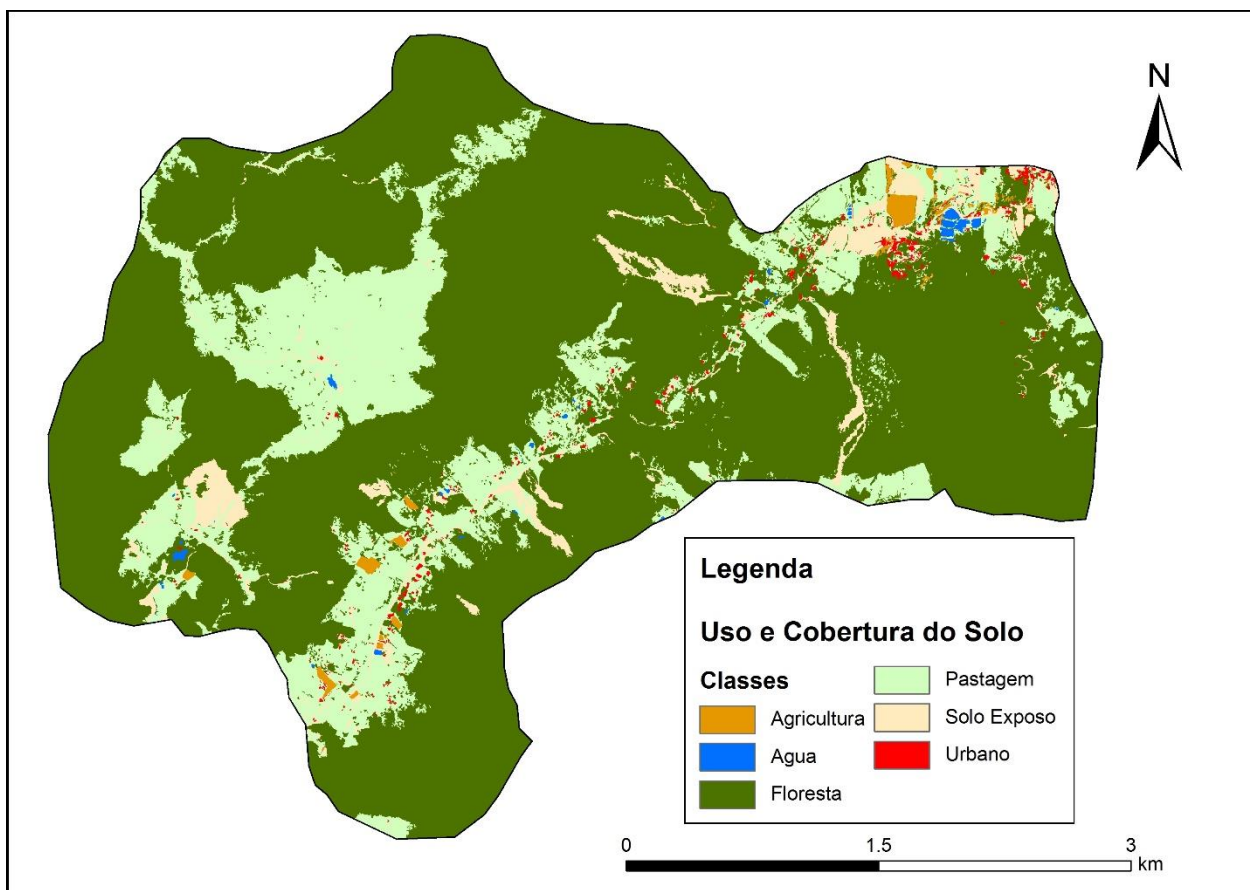 N
Legenda
Uso e Cobertura do Solo
Classes
Agricultura
Agua
Floresta
Pastagem
Solo Exposo
Urbano
0 1.5 3
km